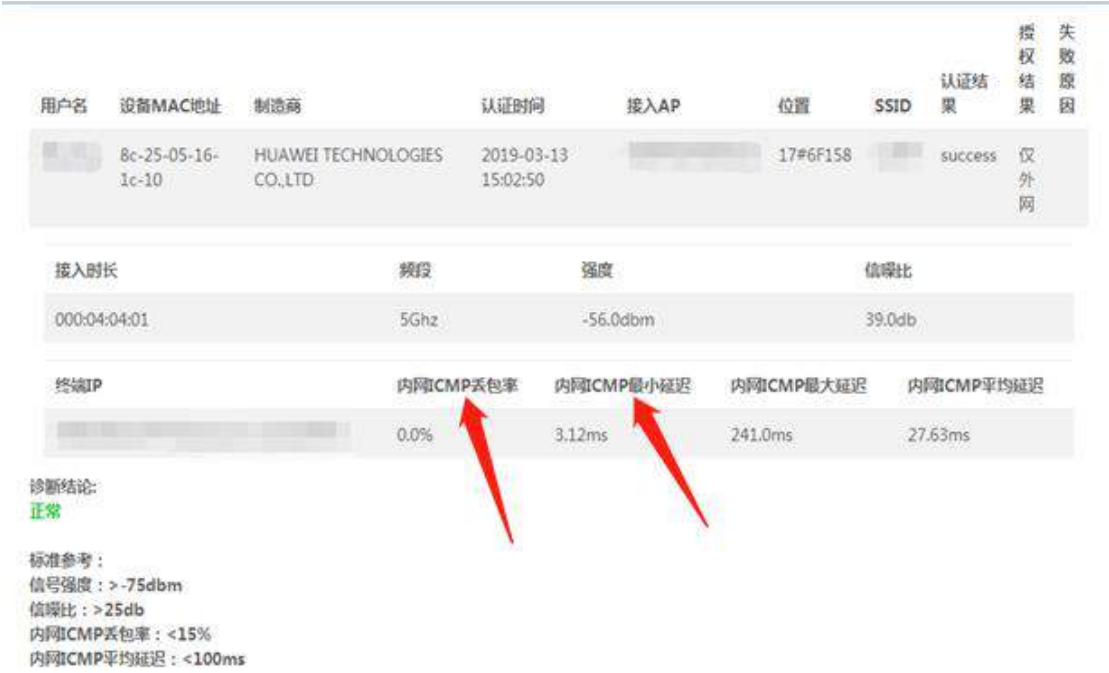 用户名 设备MAC地址 制造商 认证时间 接入AP 位置 SSID 认证结果 授权结果 失败原因
8c-25-05-16-1c-10 HUAWEI TECHNOLOGIES CO.,LTD 2019-03-13 15:02:50 17#6F158 success 仅外网
接入时长 频段 强度 信噪比
000:04:04:01 5Ghz -56.0dbm 39.0db
终端IP 内网ICMP丢包率 内网ICMP最小延迟 内网ICMP最大延迟 内网ICMP平均延迟
0.0% 3.12ms 241.0ms 27.63ms
诊断结论:
正常
标准参考：
信号强度：>-75dbm
信噪比：>25db
内网ICMP丢包率：<15%
内网ICMP平均延迟：<100ms